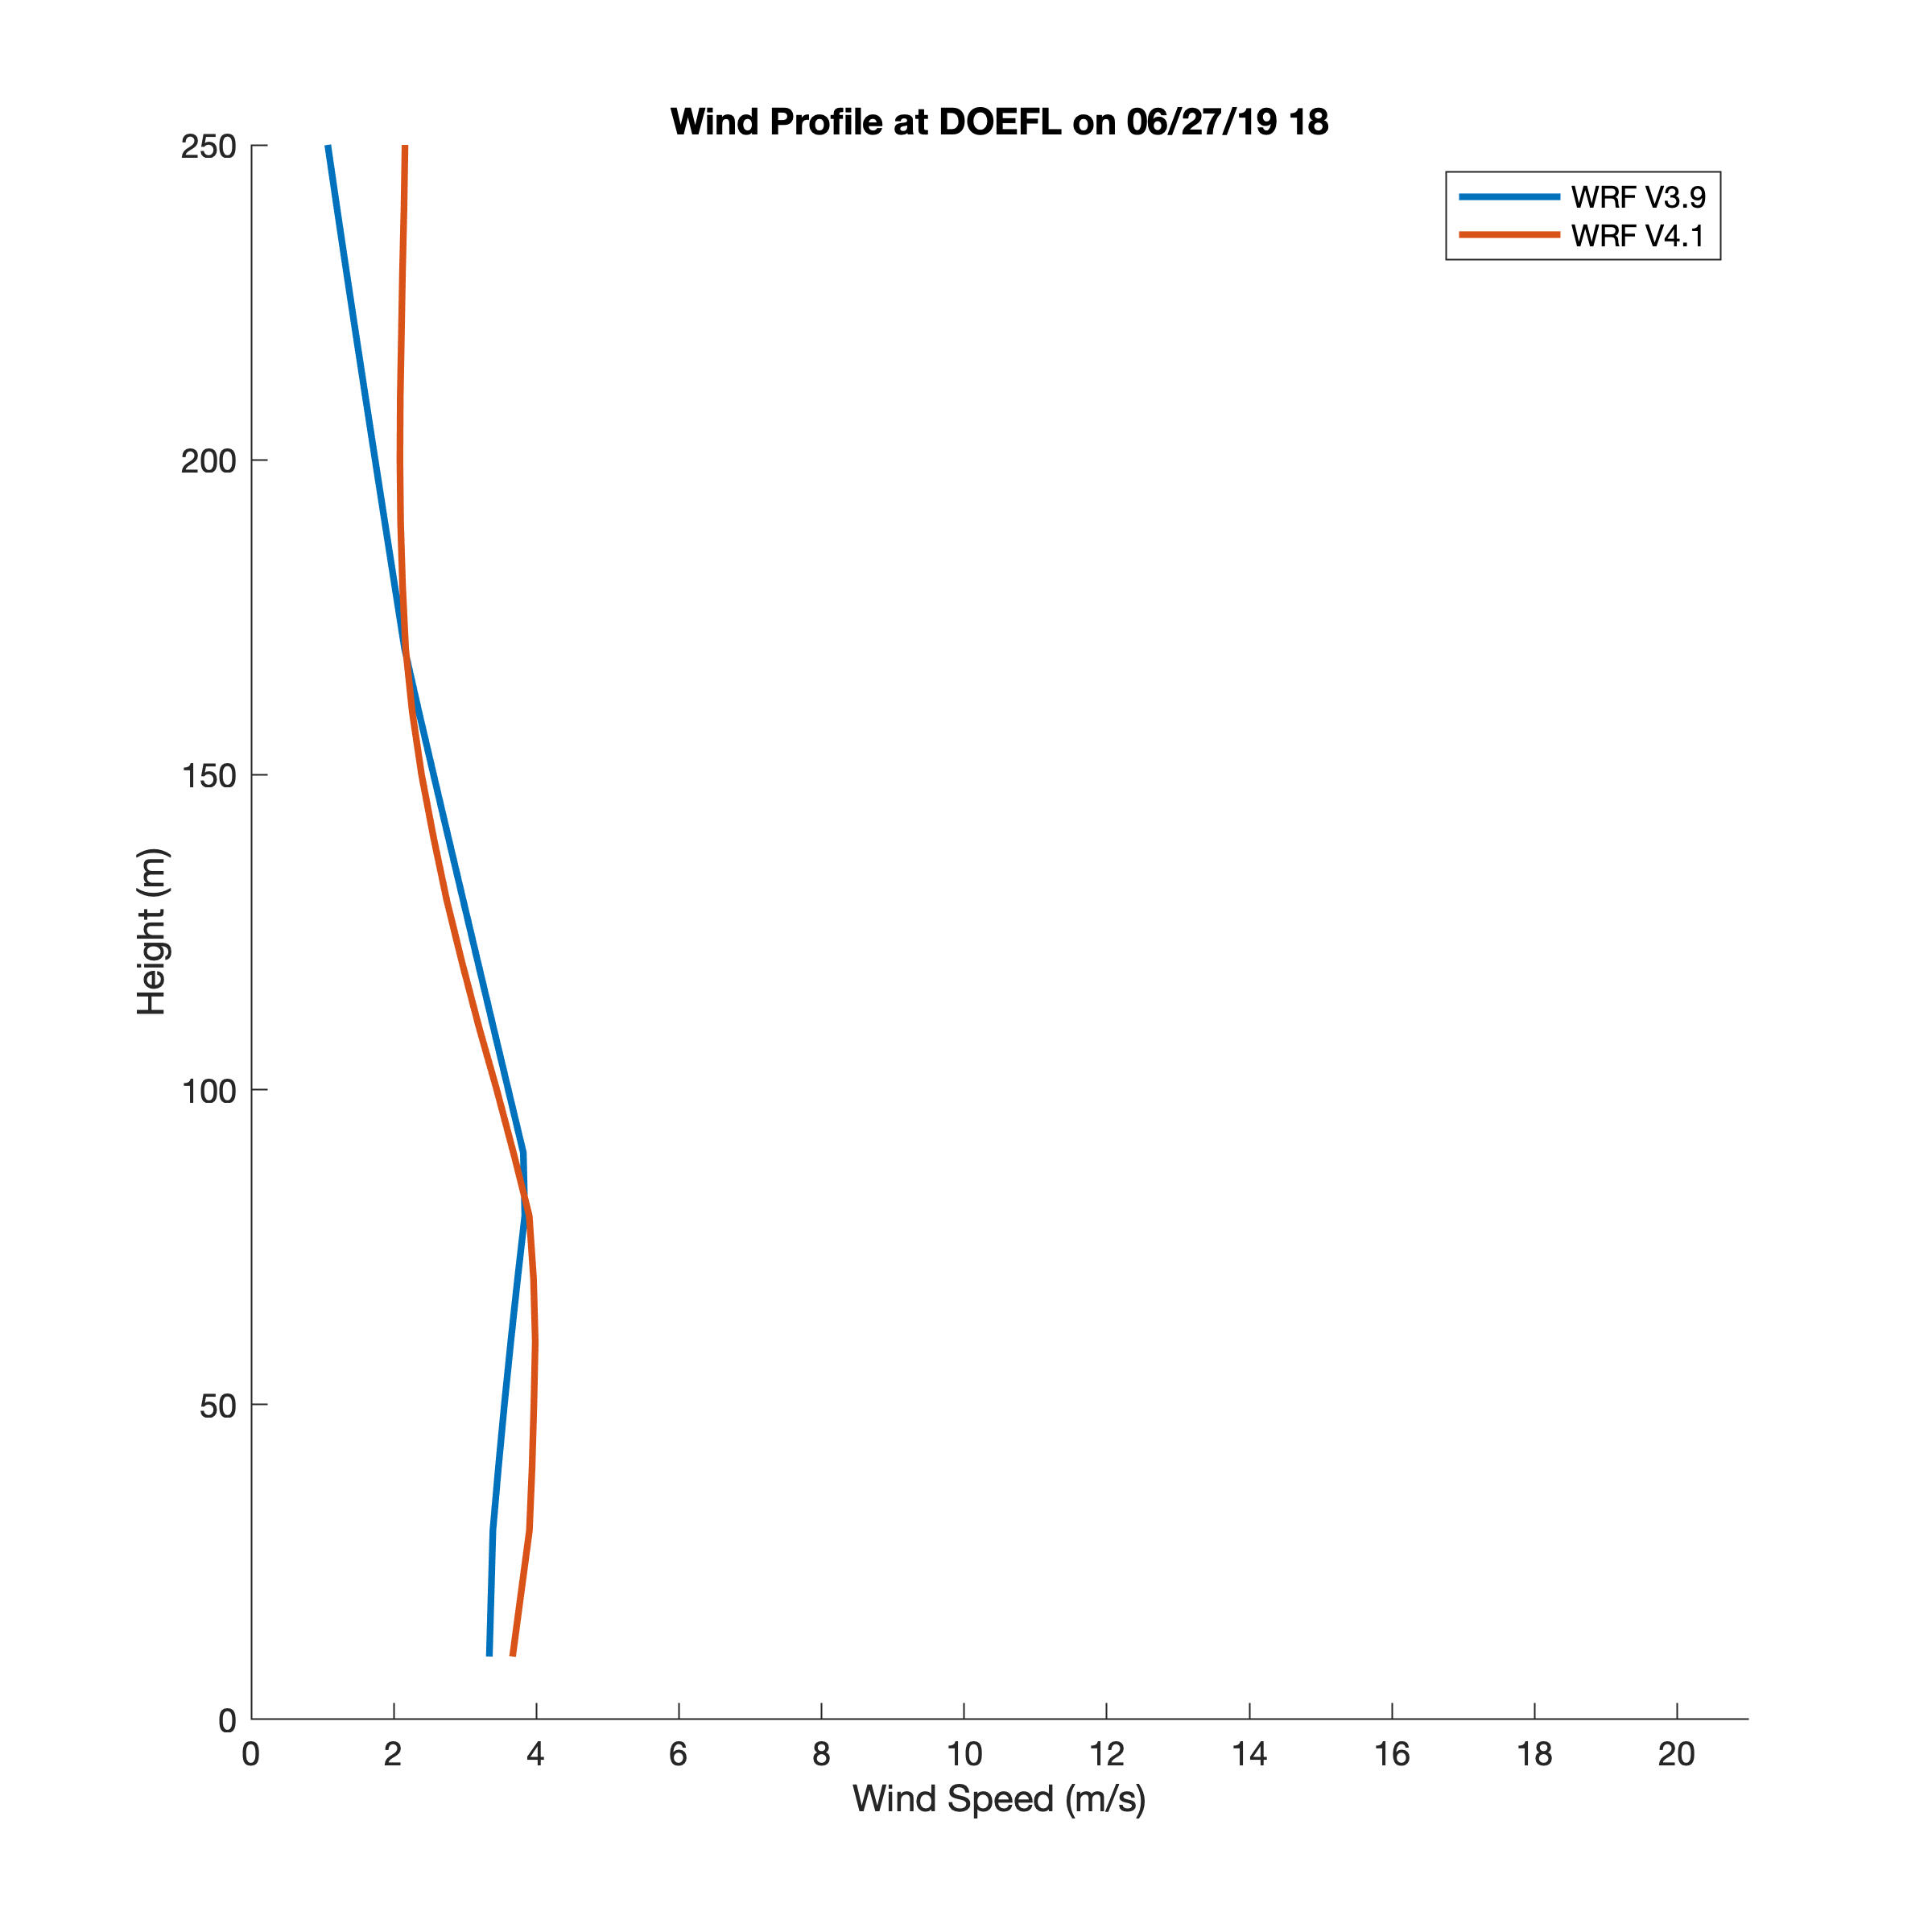 Wind Profile at DOEFL on 06/27/19 18
WRF V3.9
WRF V4.1
250
200
150
100
50
0
Height (m)
0 2 4 6 8 10 12 14 16 18 20
Wind Speed (m/s)